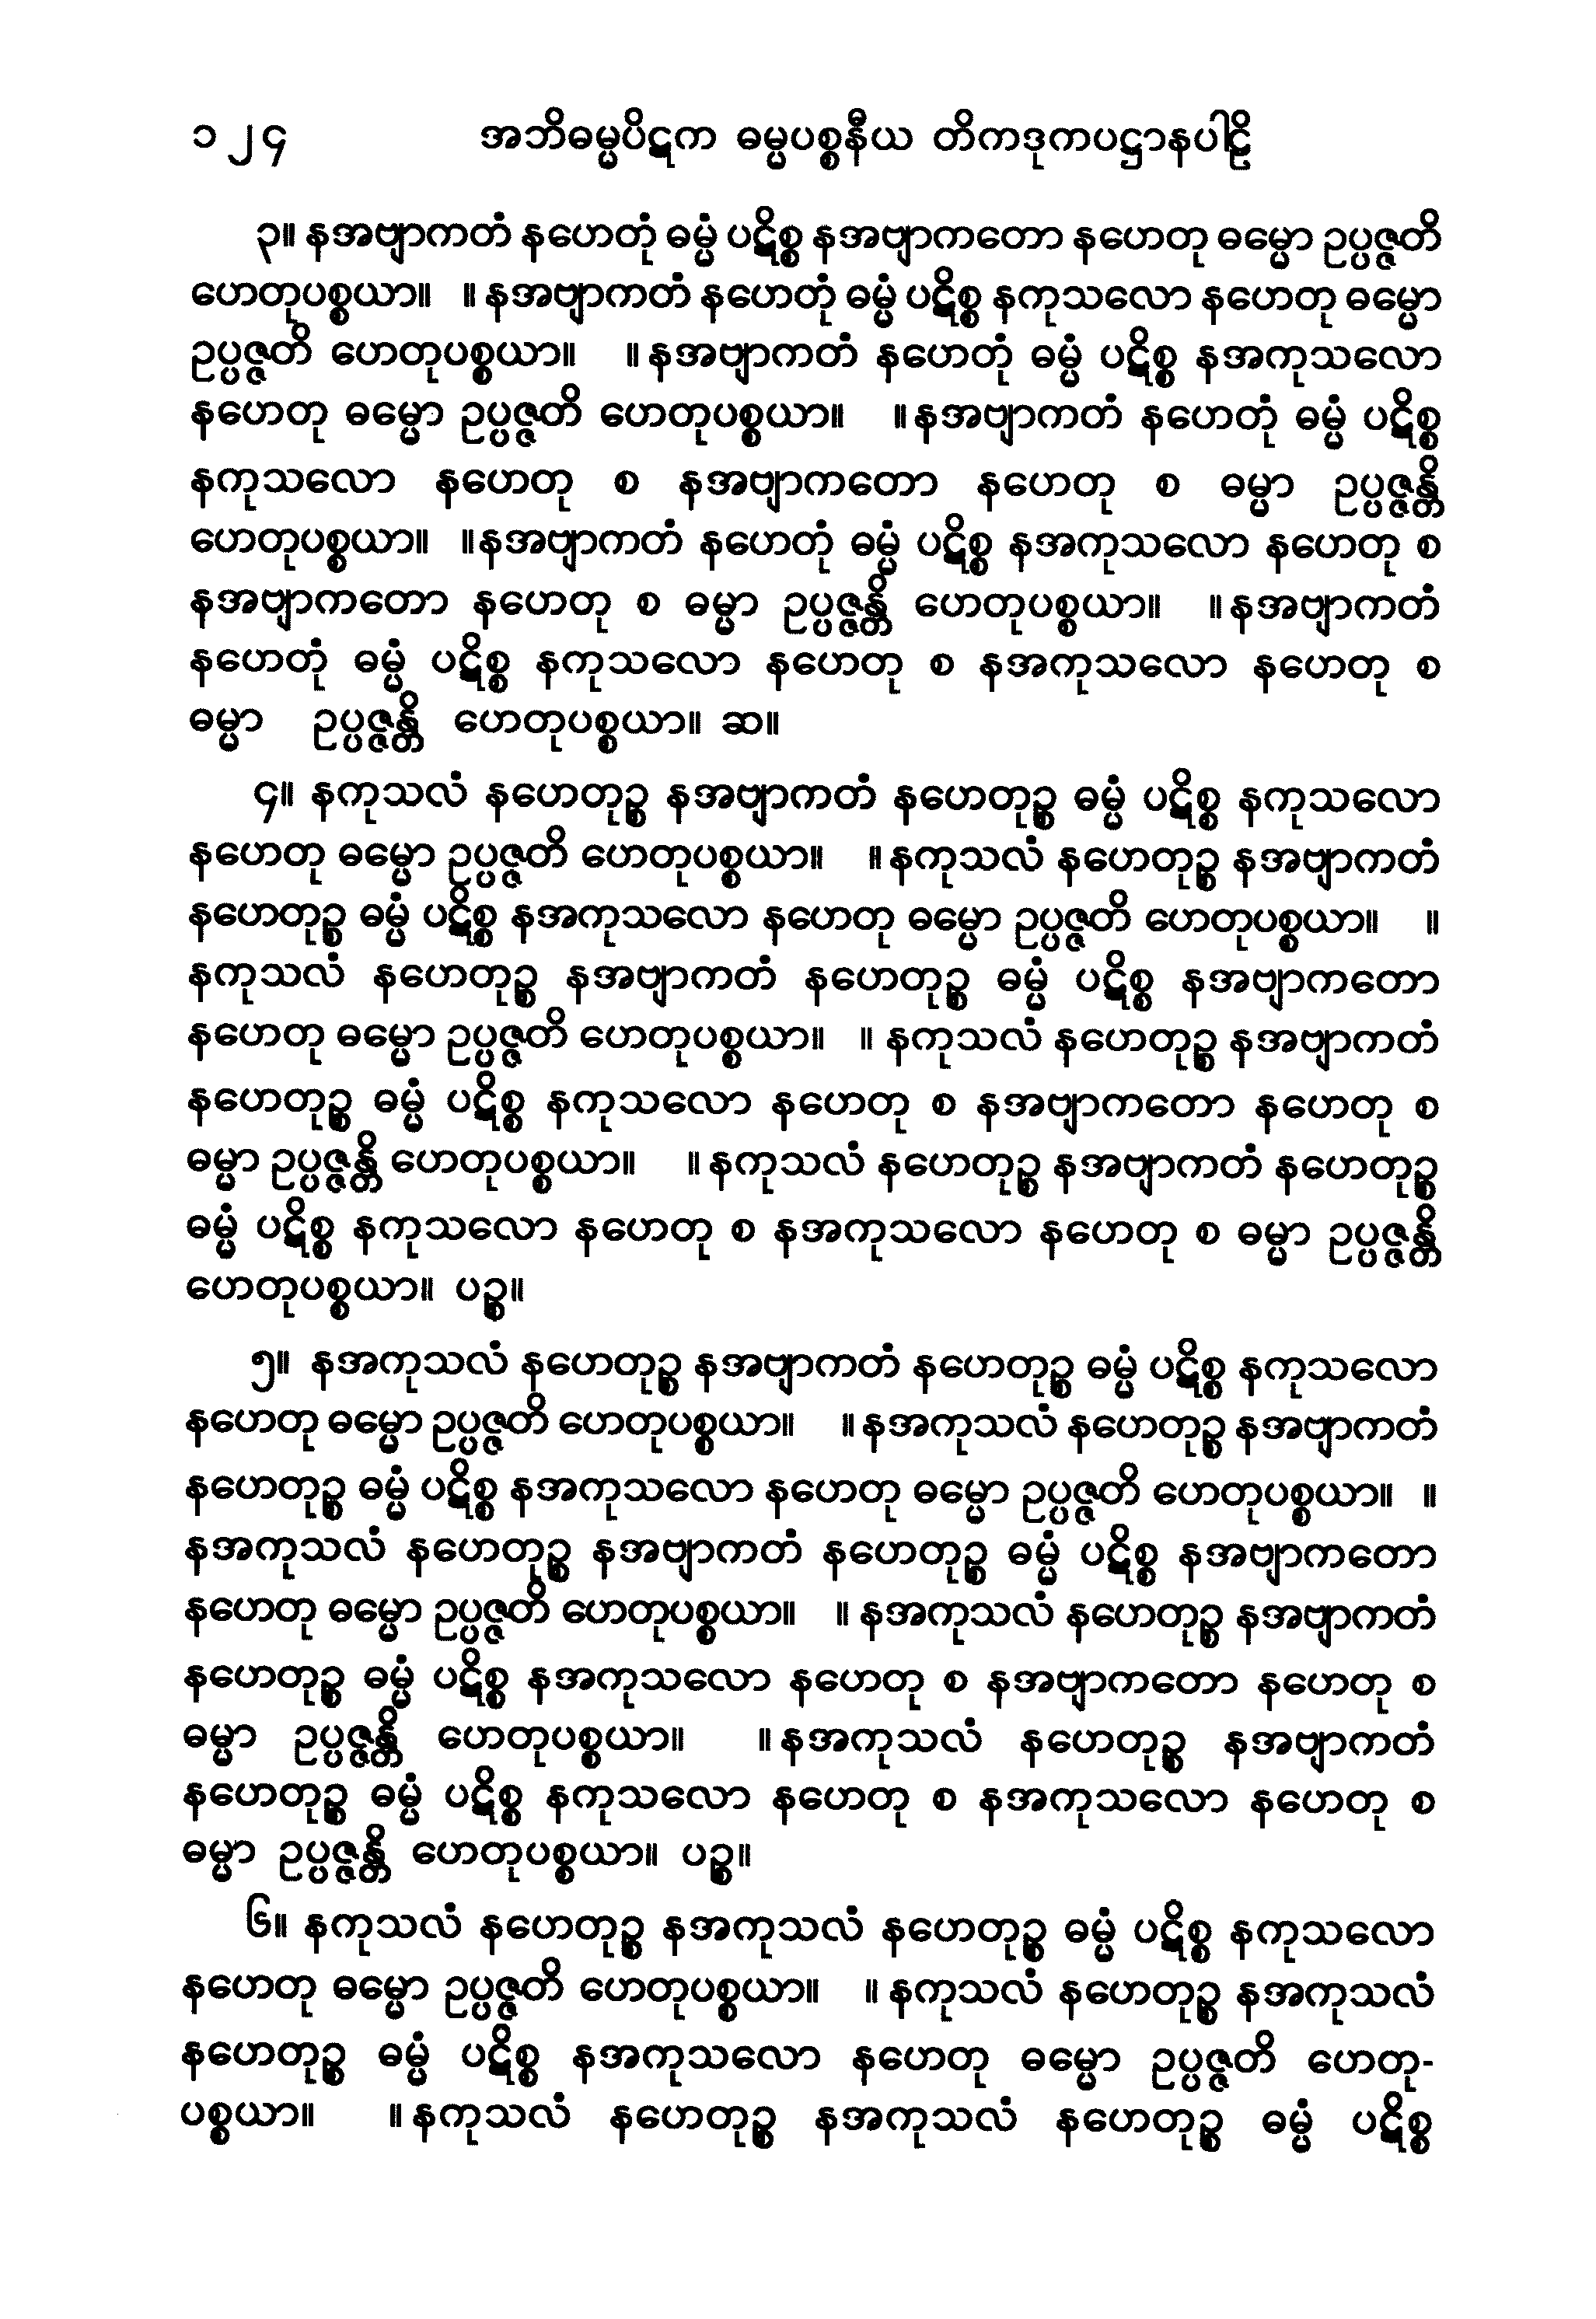 ၁၂၄ အဘိဓမ္မပိဋက ဓမ္မပစ္စနီယ တိကဒုကပဋ္ဌာနပါဠိ
၃။ နအဗျာကတံ နဟေတုံ ဓမ္မံ ပဋိစ္စ နအဗျာကတော နဟေတု ဓမ္မော ဥပ္ပဇ္ဇတိ
ဟေတုပစ္စယာ။ ။ နအဗျာကတံ နဟေတုံ ဓမ္မံ ပဋိစ္စ နကုသလော နဟေတု ဓမ္မော
ဥပ္ပဇ္ဇတိ ဟေတုပစ္စယာ။ ။ နအဗျာကတံ နဟေတုံ ဓမ္မံ ပဋိစ္စ နအကုသလော
နဟေတု ဓမ္မော ဥပ္ပဇ္ဇတိ ဟေတုပစ္စယာ။ ။ နအဗျာကတံ နဟေတုံ ဓမ္မံ ပဋိစ္စ
နကုသလော နဟေတု စ နအဗျာကတော နဟေတု စ ဓမ္မာ ဥပ္ပဇ္ဇန္တိ
ဟေတုပစ္စယာ။ ။နအဗျာကတံ နဟေတုံ ဓမ္မံ ပဋိစ္စ နအကုသလော နဟေတု စ
နအဗျာကတော နဟေတု စ ဓမ္မာ ဥပ္ပဇ္ဇန္တိ ဟေတုပစ္စယာ။ ။ နအဗျာကတံ
နဟေတုံ ဓမ္မံ ပဋိစ္စ နကုသလော နဟေတု စ နအကုသလော နဟေတု စ
ဓမ္မာ ဥပ္ပဇ္ဇန္တိ ဟေတုပစ္စယာ။ ဆ။
၄။ နကုသလံ နဟေတုဉ္စ နအဗျာကတံ နဟေတုဉ္စ ဓမ္မံ ပဋိစ္စ နကုသလော
နဟေတု ဓမ္မော ဥပ္ပဇ္ဇတိ ဟေတုပစ္စယာ။ ။ နကုသလံ နဟေတုဉ္စ နအဗျာကတံ
နဟေတုဉ္စ ဓမ္မံ ပဋိစ္စ နအကုသလော နဟေတု ဓမ္မော ဥပ္ပဇ္ဇတိ ဟေတုပစ္စယာ။ ။
နကုသလံ နဟေတုဉ္စ နအဗျာကတံ နဟေတုဉ္စ ဓမ္မံ ပဋိစ္စ နအဗျာကတော
နဟေတု ဓမ္မော ဥပ္ပဇ္ဇတိ ဟေတုပစ္စယာ။ ။ နကုသလံ နဟေတုဉ္စ နအဗျာကတံ
နဟေတုဉ္စ ဓမ္မံ ပဋိစ္စ နကုသလော နဟေတု စ နအဗျာကတော နဟေတု စ
ဓမ္မာ ဥပ္ပဇ္ဇန္တိ ဟေတုပစ္စယာ။ ။ နကုသလံ နဟေတုဉ္စ နအဗျာကတံ နဟေတုဉ္စ
ဓမ္မံ ပဋိစ္စ နကုသလော နဟေတု စ နအကုသလော နဟေတု စ ဓမ္မာ ဥပ္ပဇ္ဇန္တိ
ဟေတုပစ္စယာ။ ပဉ္စ။
၅။ နအကုသလံ နဟေတုဉ္စ နအဗျာကတံ နဟေတုဉ္စ ဓမ္မံ ပဋိစ္စ နကုသလော
နဟေတု ဓမ္မော ဥပ္ပဇ္ဇတိ ဟေတုပစ္စယာ။ ။ နအကုသလံ နဟေတုဉ္စ နအဗျာကတံ
နဟေတုဉ္စ ဓမ္မံ ပဋိစ္စ နအကုသလော နဟေတု ဓမ္မော ဥပ္ပဇ္ဇတိ ဟေတုပစ္စယာ။ ။
နအကုသလံ နဟေတုဉ္စ နအဗျာကတံ နဟေတုဉ္စ ဓမ္မံ ပဋိစ္စ နအဗျာကတော
နဟေတု ဓမ္မော ဥပ္ပဇ္ဇတိ ဟေတုပစ္စယာ။ ။ နအကုသလံ နဟေတုဉ္စ နအဗျာကတံ
နဟေတုဉ္စ ဓမ္မံ ပဋိစ္စ နအကုသလော နဟေတု စ နအဗျာကတော နဟေတု စ
ဓမ္မာ ဥပ္ပဇ္ဇန္တိ ဟေတုပစ္စယာ။ ။ နအကုသလံ နဟေတုဉ္စ နအဗျာကတံ
နဟေတုဉ္စ ဓမ္မံ ပဋိစ္စ နကုသလော နဟေတု စ နအကုသလော နဟေတု စ
ဓမ္မာ ဥပ္ပဇ္ဇန္တိ ဟေတုပစ္စယာ။ ပဉ္စ။
၆။ နကုသလံ နဟေတုဉ္စ နအကုသလံ နဟေတုဉ္စ ဓမ္မံ ပဋိစ္စ နကုသလော
နဟေတု ဓမ္မော ဥပ္ပဇ္ဇတိ ဟေတုပစ္စယာ။ ။ နကုသလံ နဟေတုဉ္စ နအကုသလံ
နဟေတုဉ္စ ဓမ္မံ ပဋိစ္စ နအကုသလော နဟေတု ဓမ္မော ဥပ္ပဇ္ဇတိ ဟေတု-
ပစ္စယာ။ ။ နကုသလံ နဟေတုဉ္စ နအကုသလံ နဟေတုဉ္စ ဓမ္မံ ပဋိစ္စ